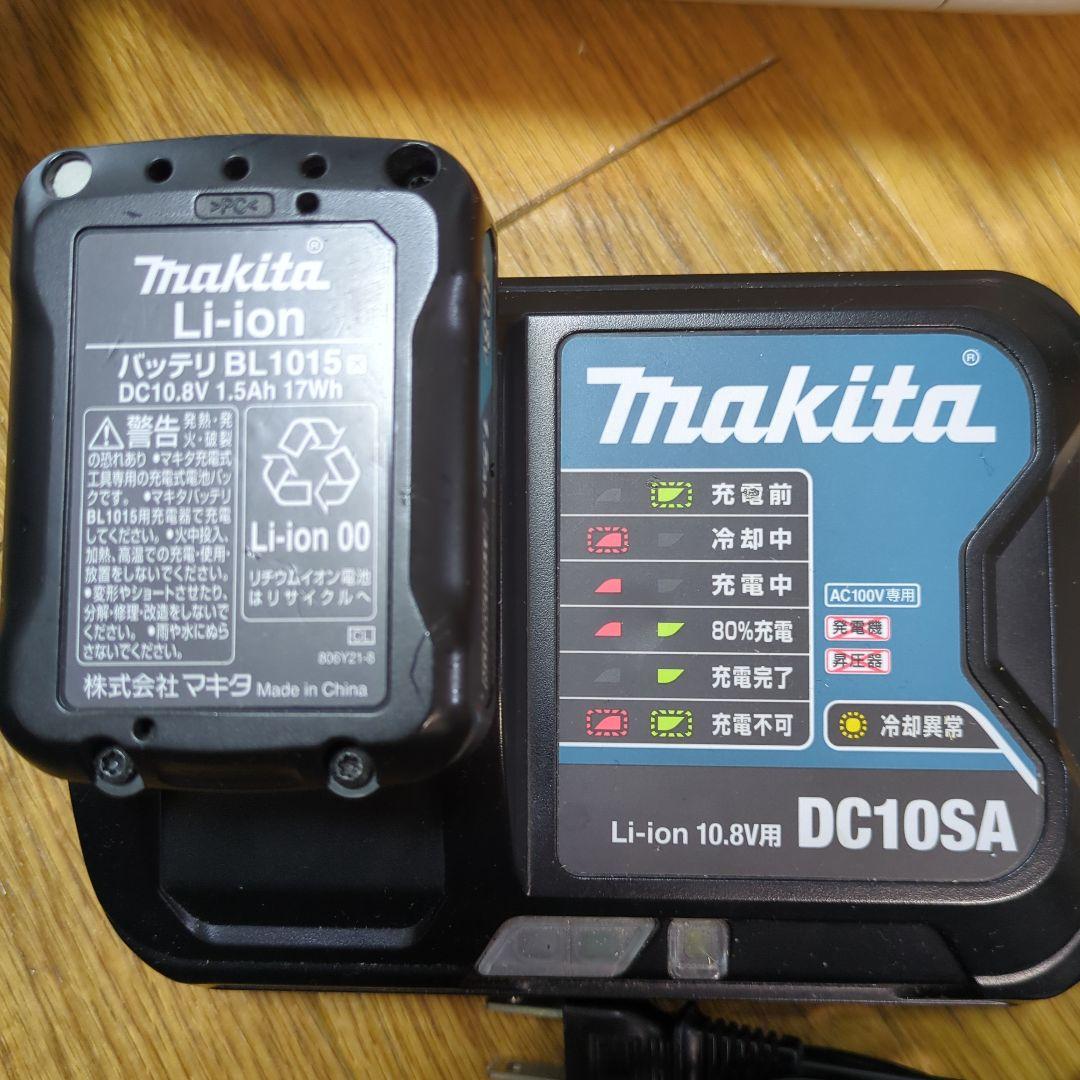 >PC<
makita®
Li-ion
バッテリ BL1015
DC10.8V 1.5Ah 17Wh
警告 発熱・発
火・破裂
の恐れあり •マキタ充電式
工具専用の充電式電池パッ
クです。 •マキタバッテリ
BL1015用充電器で充電
してください。•火中投入、
加熱、高温での充電・使用・
放置をしないでください。
•変形やショートさせたり、
分解・修理・改造をしないで
ください。 •雨や水にぬら
さないでください。
Li-ion 00
リチウムイオン電池
はリサイクルへ
CL
806Y21-8
株式会社 マキタ Made in China
makita®
充電前
冷却中
充電中
80%充電
充電完了
充電不可
AC100V専用
発電機
昇圧器
冷却異常
Li-ion 10.8V用 DC10SA